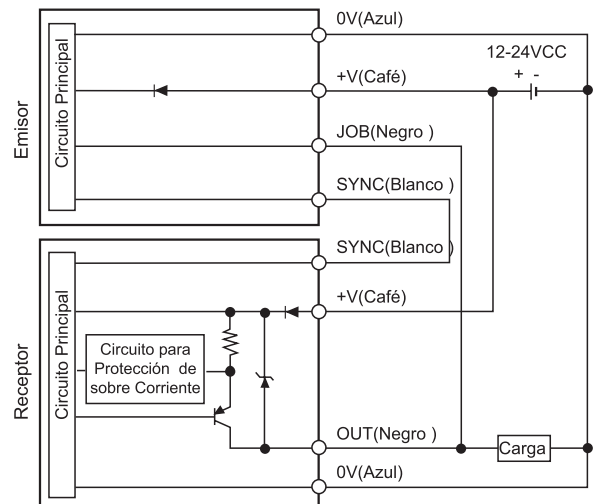 Emisor
Circuito Principal
0V(Azul)
+V(Café)
12-24VCC
+ -
JOB(Negro )
SYNC(Blanco )
Receptor
Circuito Principal
SYNC(Blanco )
+V(Café)
Circuito para
Protección de
sobre Corriente
OUT(Negro )
Carga
0V(Azul)